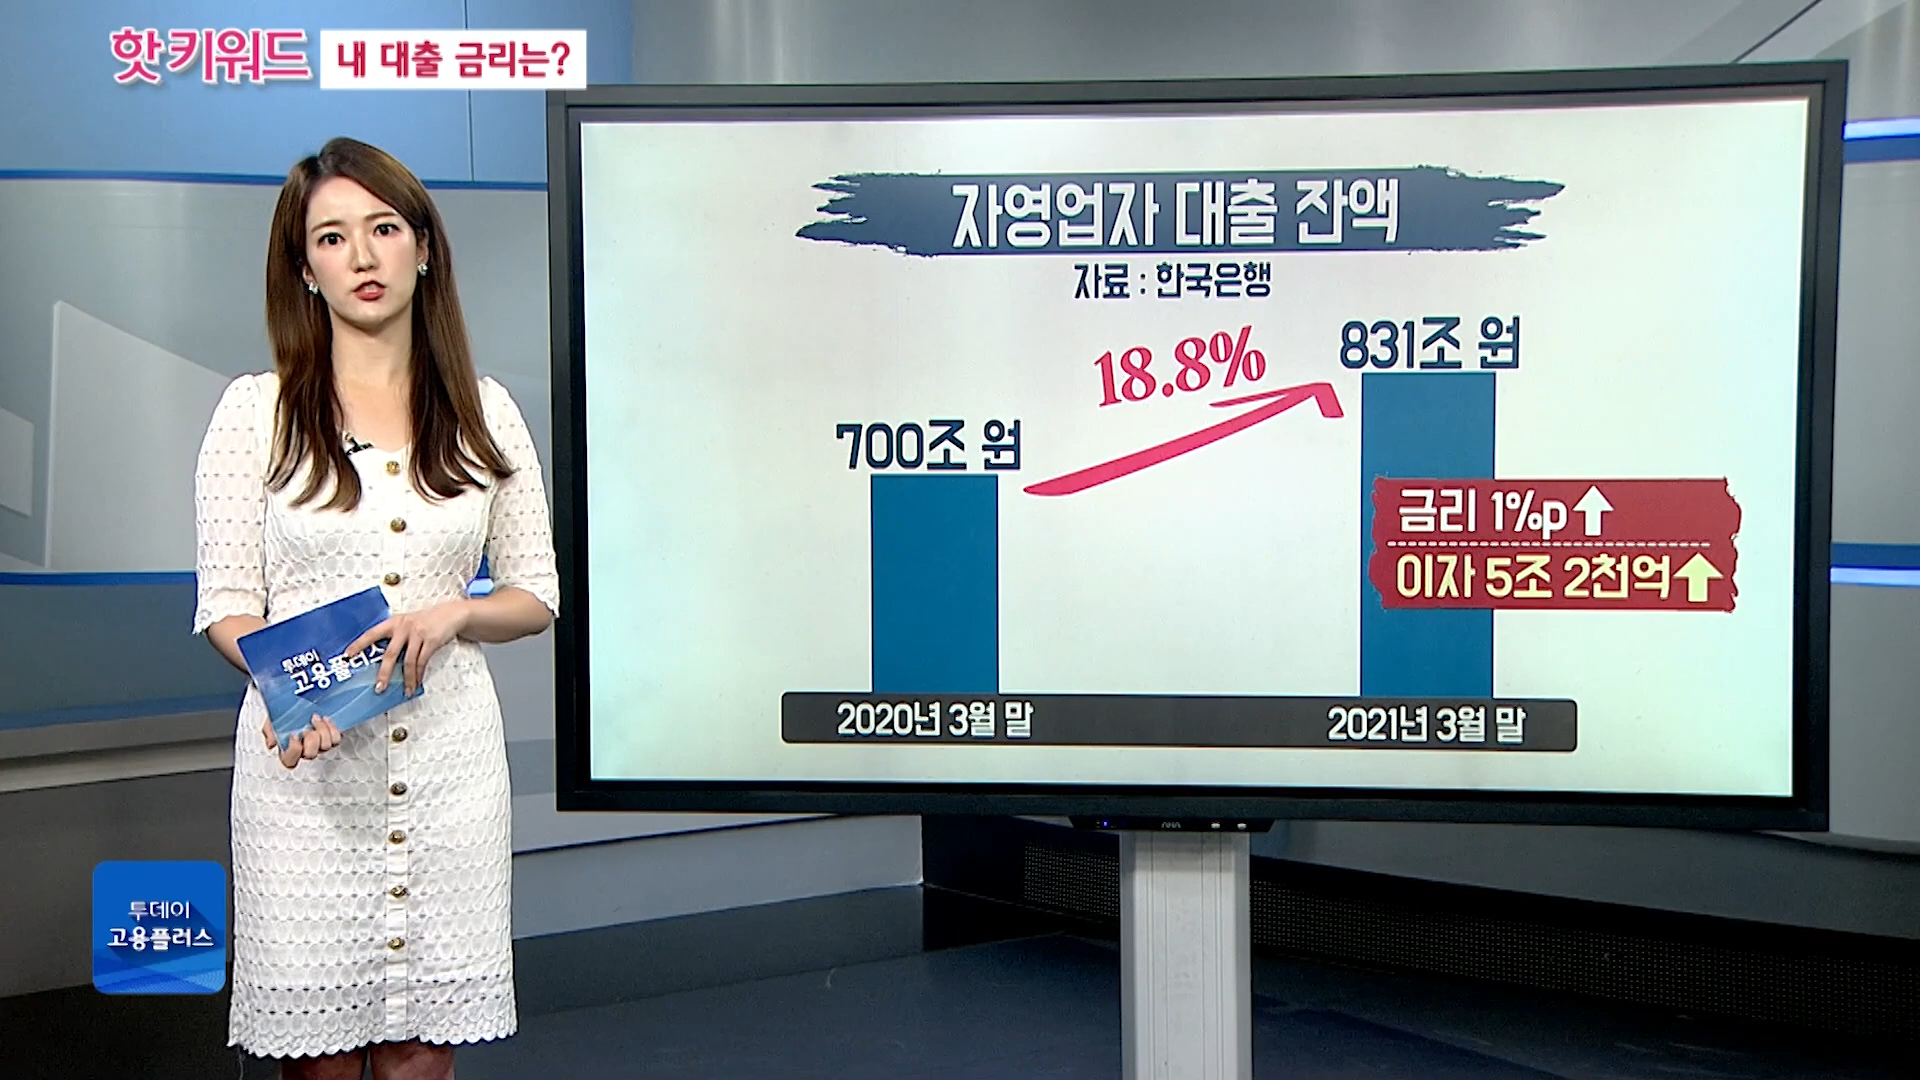 핫키워드 내 대출 금리는?
자영업자 대출 잔액
자료 : 한국은행
18.8%
831조 원
700조 원
금리 1%p↑
이자 5조 2천억↑
2020년 3월 말
2021년 3월 말
투데이
고용플러스
투데이
고용플러스